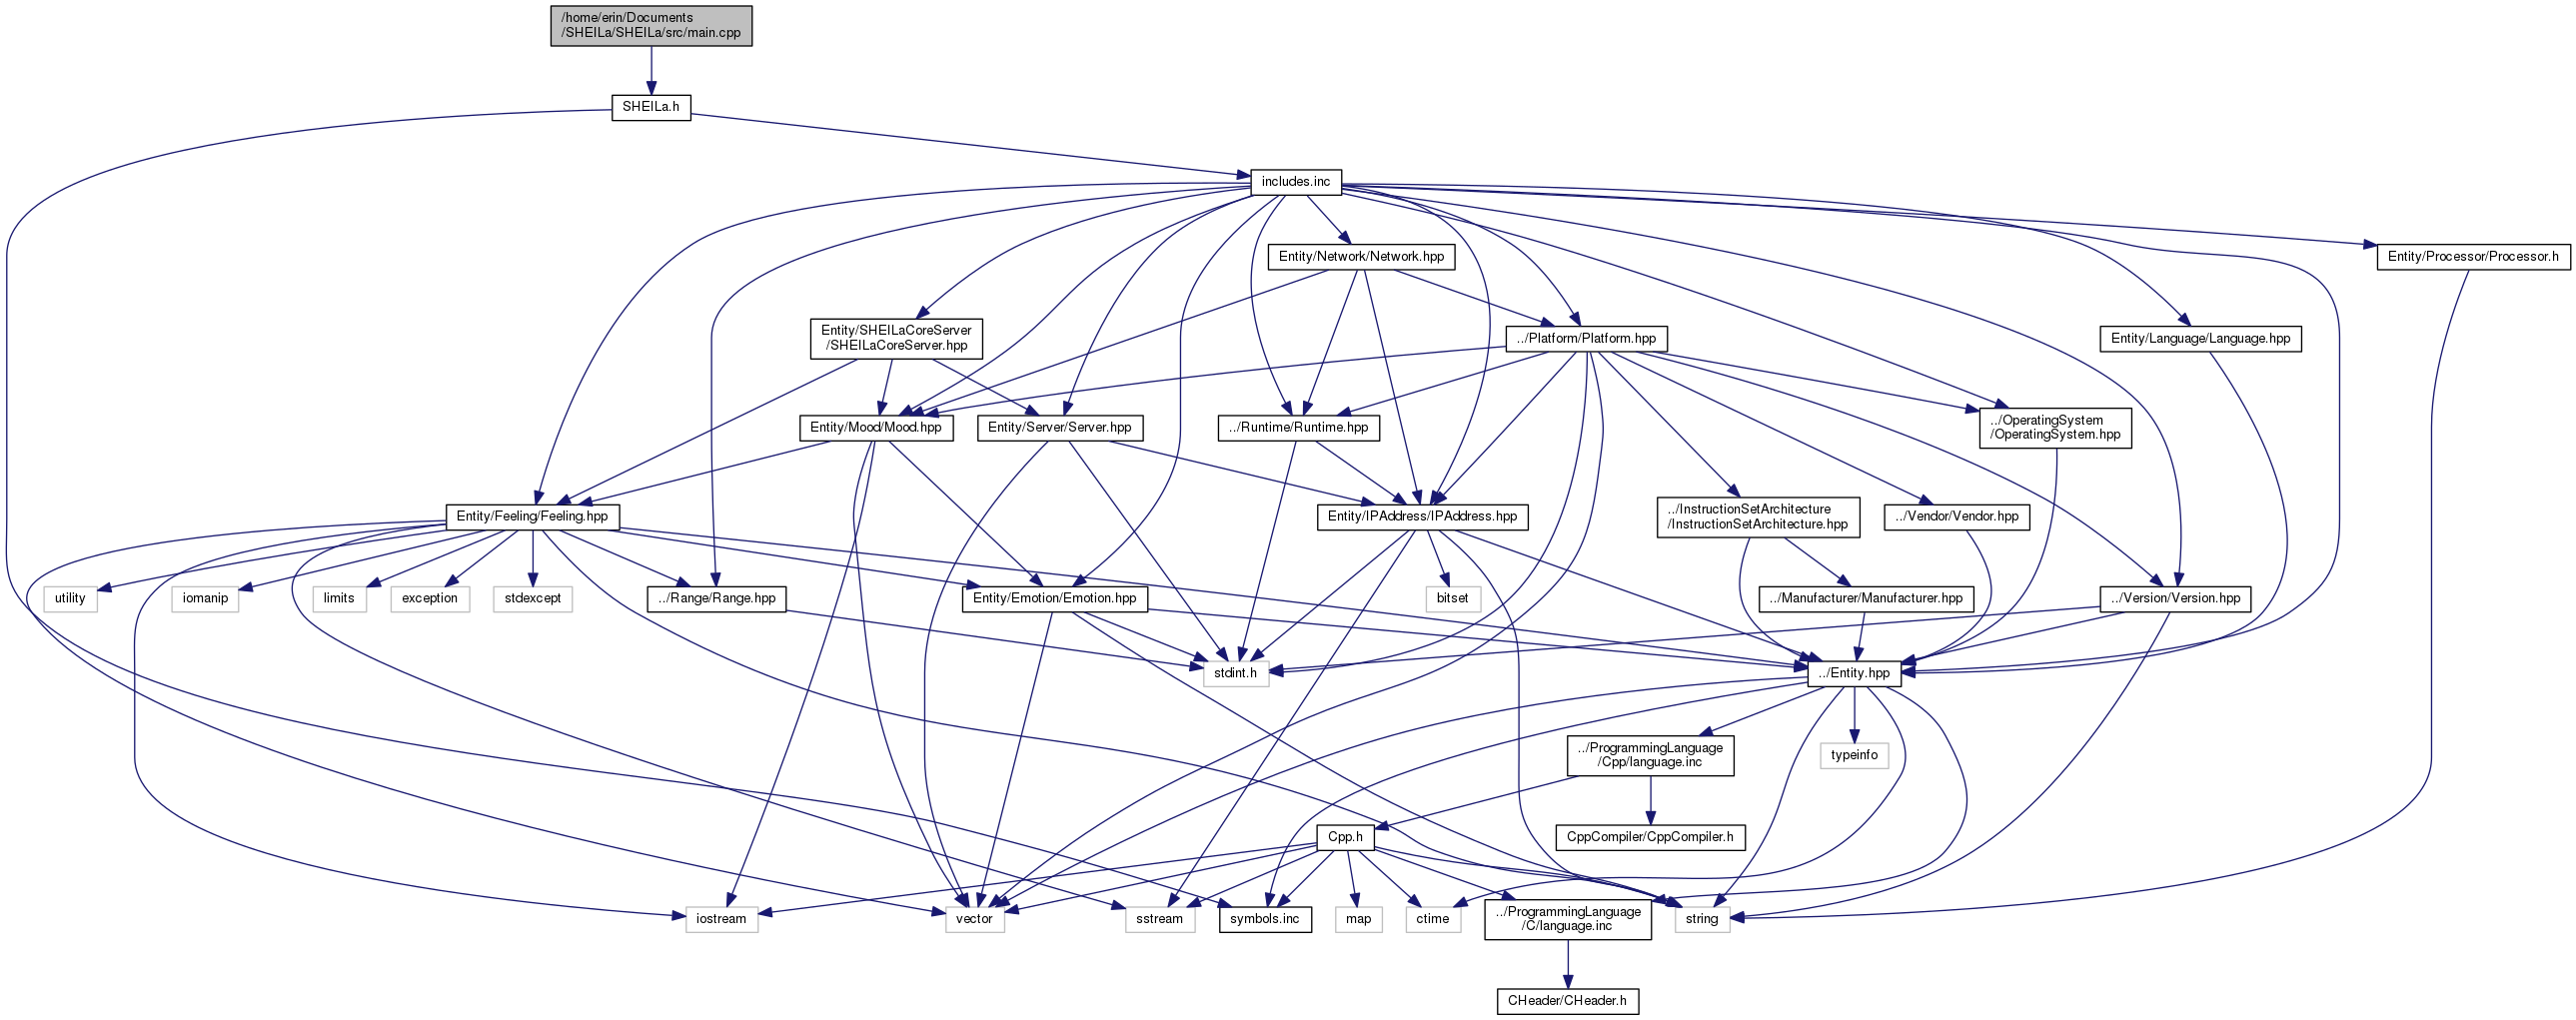 /home/erin/Documents
/SHEILa/SHEILa/src/main.cpp
SHEILa.h
includes.inc
Entity/Network/Network.hpp
Entity/Processor/Processor.h
Entity/SHEILaCoreServer
/SHEILaCoreServer.hpp
../Platform/Platform.hpp
Entity/Language/Language.hpp
Entity/Mood/Mood.hpp
Entity/Server/Server.hpp
../Runtime/Runtime.hpp
../OperatingSystem
/OperatingSystem.hpp
Entity/Feeling/Feeling.hpp
Entity/IPAddress/IPAddress.hpp
../InstructionSetArchitecture
/InstructionSetArchitecture.hpp
../Vendor/Vendor.hpp
utility
iomanip
limits
exception
stdexcept
../Range/Range.hpp
Entity/Emotion/Emotion.hpp
bitset
../Manufacturer/Manufacturer.hpp
../Version/Version.hpp
stdint.h
../Entity.hpp
../ProgrammingLanguage
/Cpp/language.inc
typeinfo
Cpp.h
CppCompiler/CppCompiler.h
iostream
vector
sstream
symbols.inc
map
ctime
../ProgrammingLanguage
/C/language.inc
string
CHeader/CHeader.h